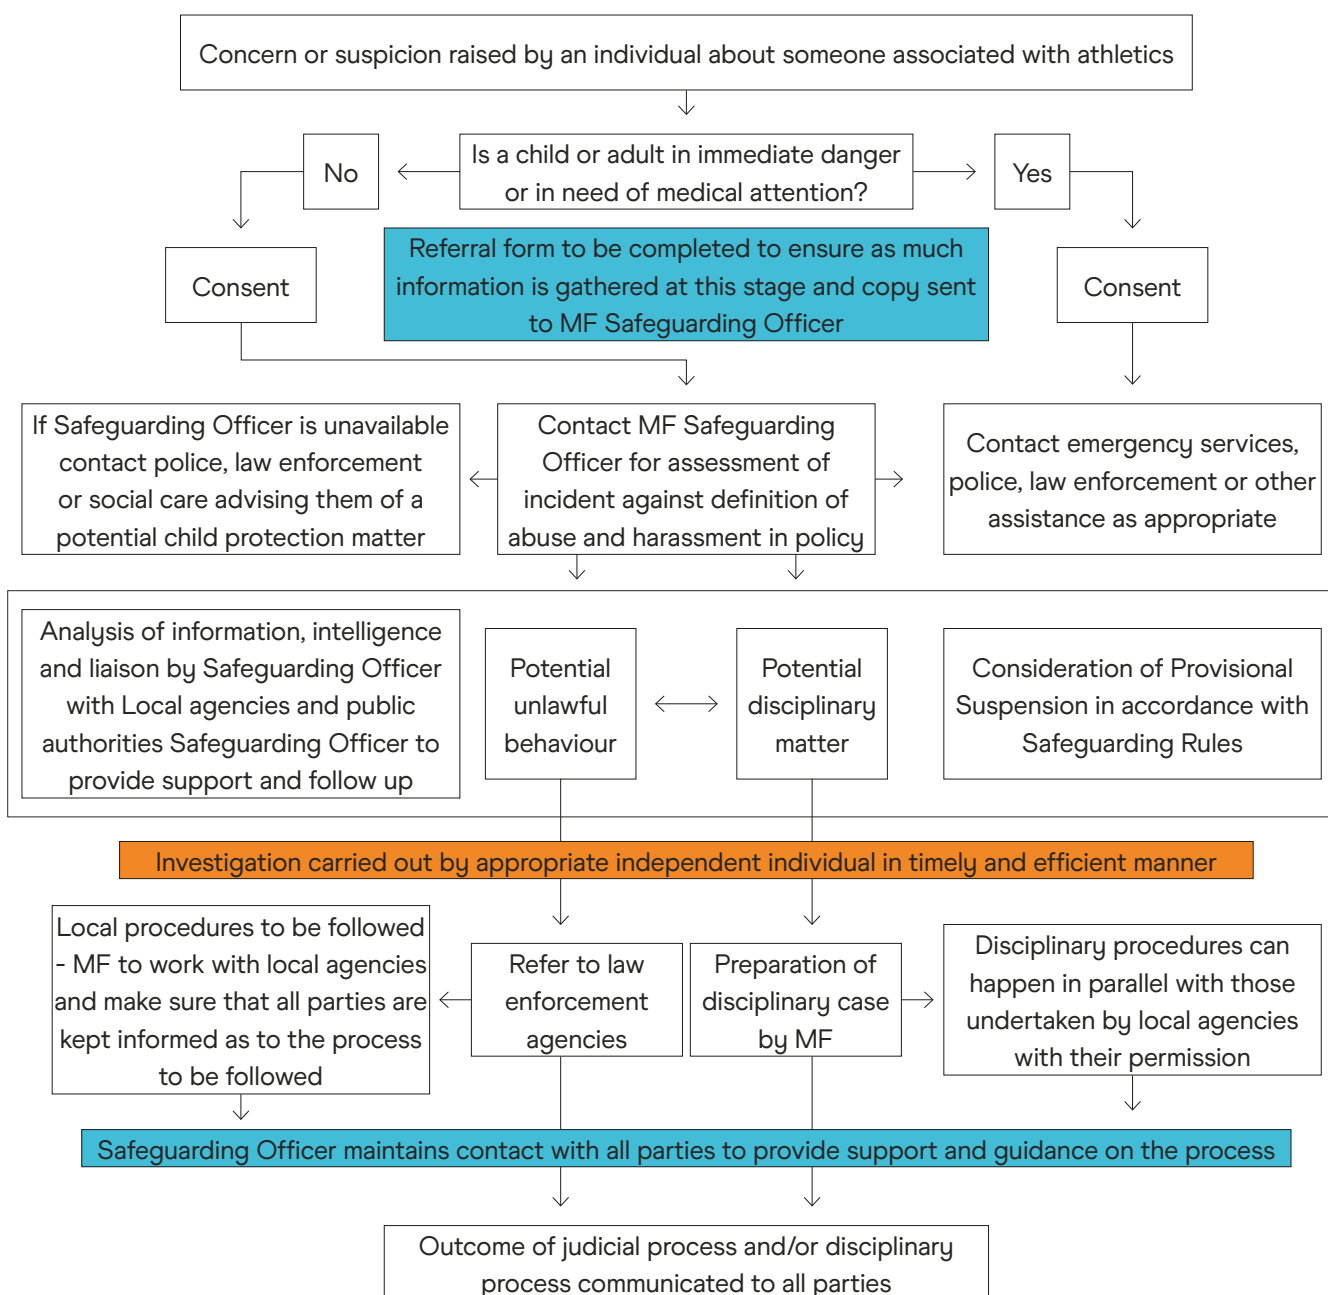 Concern or suspicion raised by an individual about someone associated with athletics
No
Is a child or adult in immediate danger
or in need of medical attention?
Yes
Consent
Referral form to be completed to ensure as much
information is gathered at this stage and copy sent
to MF Safeguarding Officer
Consent
If Safeguarding Officer is unavailable
contact police, law enforcement
or social care advising them of a
potential child protection matter
Contact MF Safeguarding
Officer for assessment of
incident against definition of
abuse and harassment in policy
Contact emergency services,
police, law enforcement or other
assistance as appropriate
Analysis of information, intelligence
and liaison by Safeguarding Officer
with Local agencies and public
authorities Safeguarding Officer to
provide support and follow up
Potential
unlawful
behaviour
Potential
disciplinary
matter
Consideration of Provisional
Suspension in accordance with
Safeguarding Rules
Investigation carried out by appropriate independent individual in timely and efficient manner
Local procedures to be followed
- MF to work with local agencies
and make sure that all parties are
kept informed as to the process
to be followed
Refer to law
enforcement
agencies
Preparation of
disciplinary case
by MF
Disciplinary procedures can
happen in parallel with those
undertaken by local agencies
with their permission
Safeguarding Officer maintains contact with all parties to provide support and guidance on the process
Outcome of judicial process and/or disciplinary
process communicated to all parties